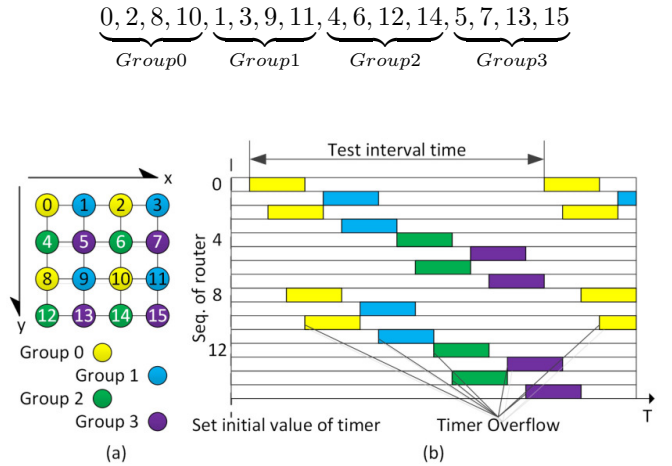 0, 2, 8, 10, 1, 3, 9, 11, 4, 6, 12, 14, 5, 7, 13, 15
Group0 Group1 Group2 Group3
x
y
0 1 2 3
4 5 6 7
8 9 10 11
12 13 14 15
Group 0
Group 1
Group 2
Group 3
(a)
Test interval time
Seq. of router
0
4
8
12
T
Set initial value of timer
Timer Overflow
(b)